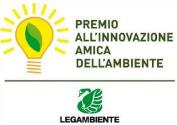 PREMIO
ALL'INNOVAZIONE
AMICA
DELL'AMBIENTE
LEGAMBIENTE